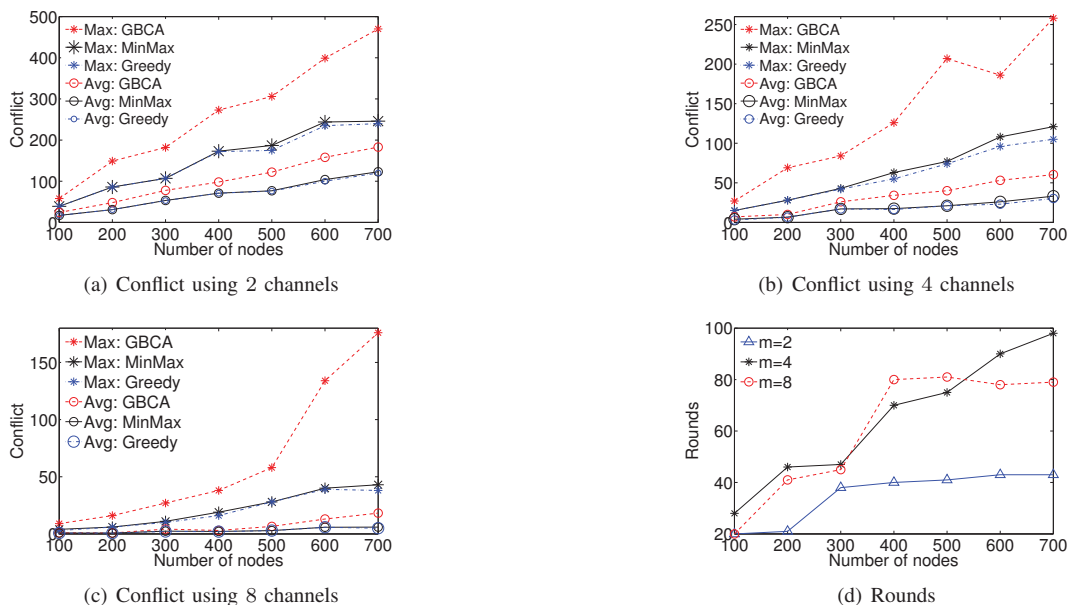 500
400
300
200
100
0
Conflict
Max: GBCA
Max: MinMax
Max: Greedy
Avg: GBCA
Avg: MinMax
Avg: Greedy
100 200 300 400 500 600 700
Number of nodes
(a) Conflict using 2 channels
250
200
150
100
50
0
Conflict
Max: GBCA
Max: MinMax
Max: Greedy
Avg: GBCA
Avg: MinMax
Avg: Greedy
100 200 300 400 500 600 700
Number of nodes
(b) Conflict using 4 channels
150
100
50
0
Conflict
Max: GBCA
Max: MinMax
Max: Greedy
Avg: GBCA
Avg: MinMax
Avg: Greedy
100 200 300 400 500 600 700
Number of nodes
(c) Conflict using 8 channels
100
80
60
40
20
Rounds
m=2
m=4
m=8
100 200 300 400 500 600 700
Number of nodes
(d) Rounds